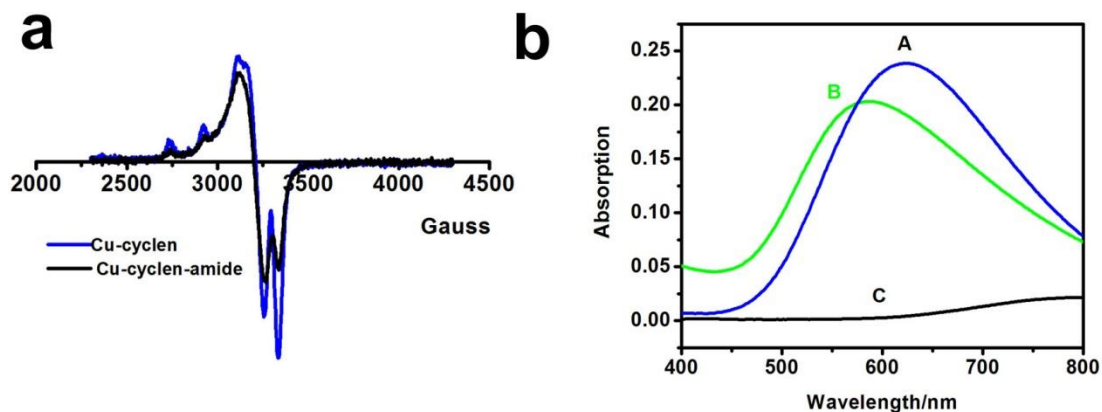 a
2000 2500 3000 3500 4000 4500
Gauss
Cu-cyclen
Cu-cyclen-amide
b
Absorption
0.25
0.20
0.15
0.10
0.05
0.00
A
B
C
400 500 600 700 800
Wavelength/nm